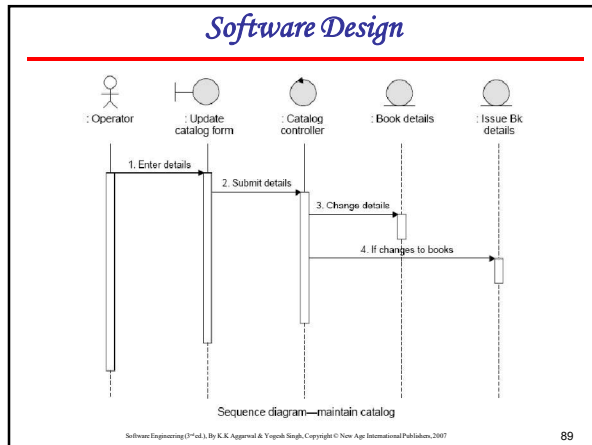 Software Design
: Operator
: Update
catalog form
: Catalog
controller
: Book details
: Issue Bk
details
1. Enter details
2. Submit details
3. Change details
4. If changes to books
Sequence diagram—maintain catalog
Software Engineering (3rd ed.), By K.K Aggarwal & Yogesh Singh, Copyright © New Age International Publishers, 2007
89